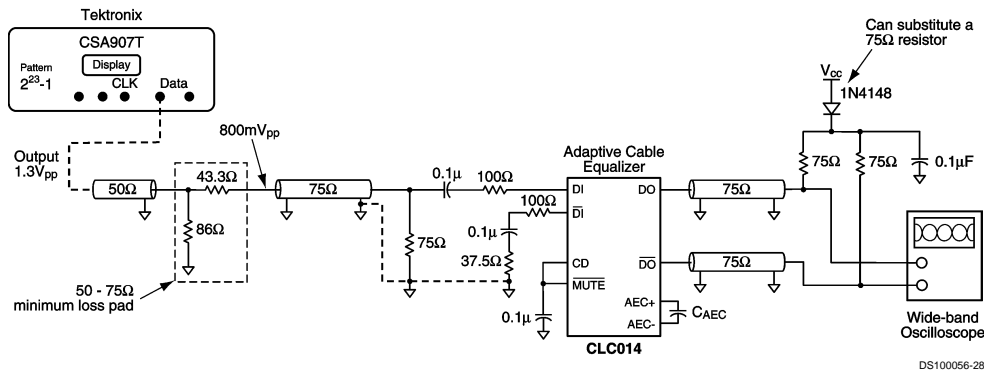 Tektronix
CSA907T
Display
Pattern
2²³-1
CLK
Data
Output
1.3Vpp
50Ω
43.3Ω
86Ω
50 - 75Ω
minimum loss pad
800mVpp
75Ω
75Ω
0.1µ
100Ω
100Ω
0.1µ
37.5Ω
0.1µ
Adaptive Cable
Equalizer
DI
DI
CD
MUTE
DO
DO
AEC+
AEC-
CLC014
CAEC
75Ω
75Ω
Can substitute a
75Ω resistor
Vcc
1N4148
75Ω
75Ω
0.1µF
Wide-band
Oscilloscope
DS100056-28